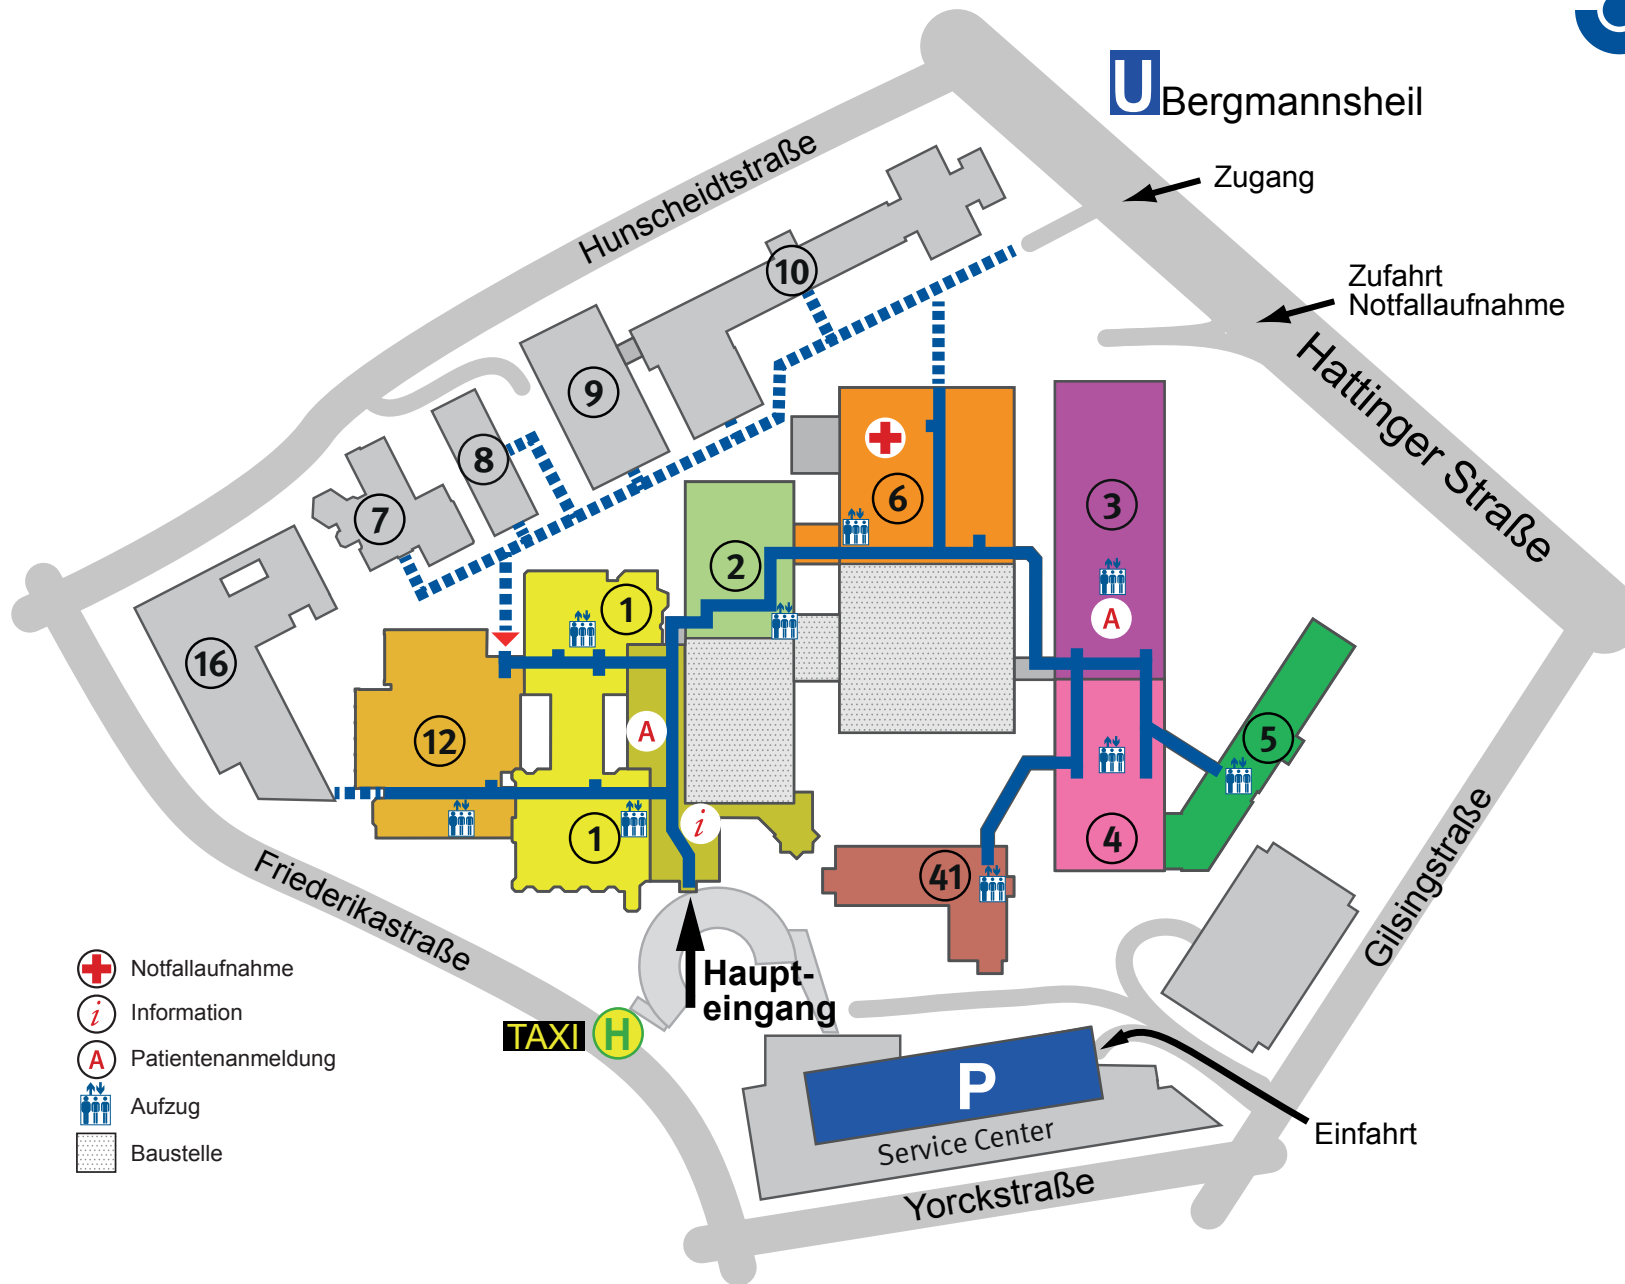 U Bergmannsheil
Zugang
Hunscheidtstraße
Zufahrt
Notfallaufnahme
Hattinger Straße
10
9
8
7
6
3
2
1
A
16
A
12
5
i
1
4
41
Friederikastraße
Gilsingstraße
Haupt-
eingang
TAXI H
P
Service Center
Einfahrt
Yorckstraße
Notfallaufnahme
i Information
A Patientenanmeldung
Aufzug
Baustelle